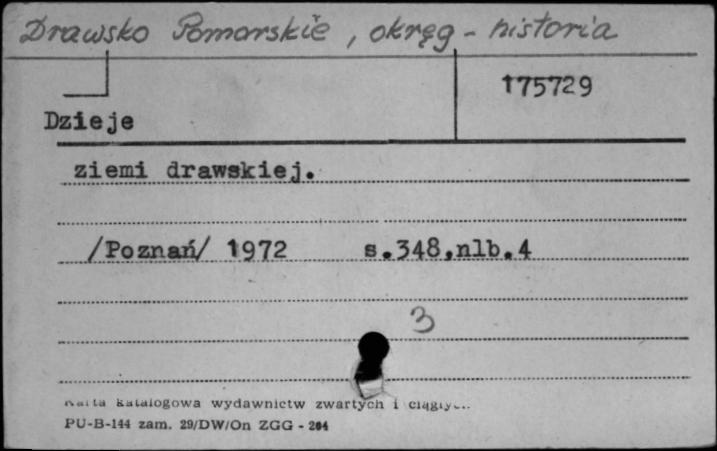 Drawsko Pomorskie, okręg - historia
175729
Dzieje
ziemi drawskiej.
/Poznań/ 1972 s.348,nlb.4
3
Karta katalogowa wydawnictw zwartych i ciągłych.
PU-B-144 zam. 29/DW/On ZGG - 264